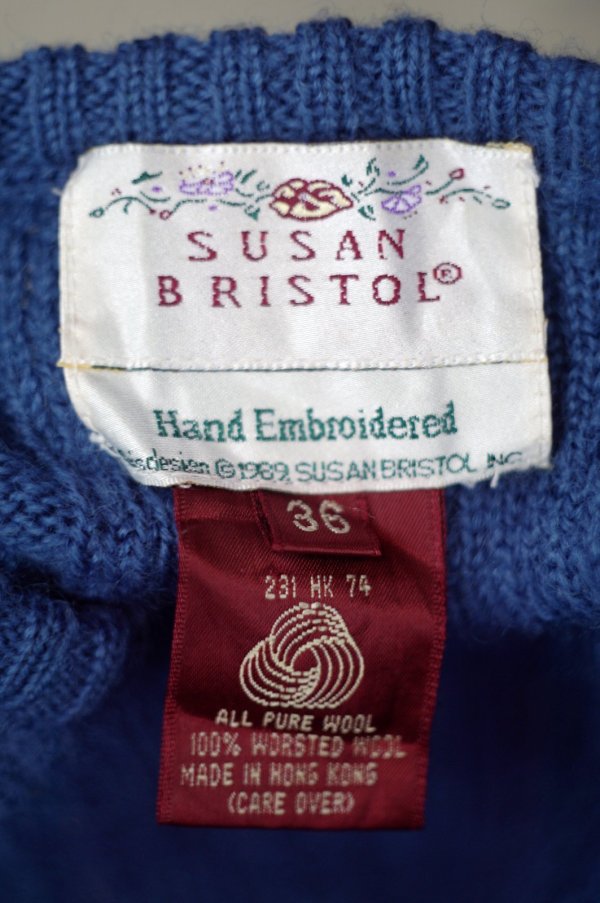 SUSAN
BRISTOL®
Hand Embroidered
design © 1989 SUSAN BRISTOL INC
36
231 HK 74
ALL PURE WOOL
100% WORSTED WOOL
MADE IN HONG KONG
(CARE OVER)